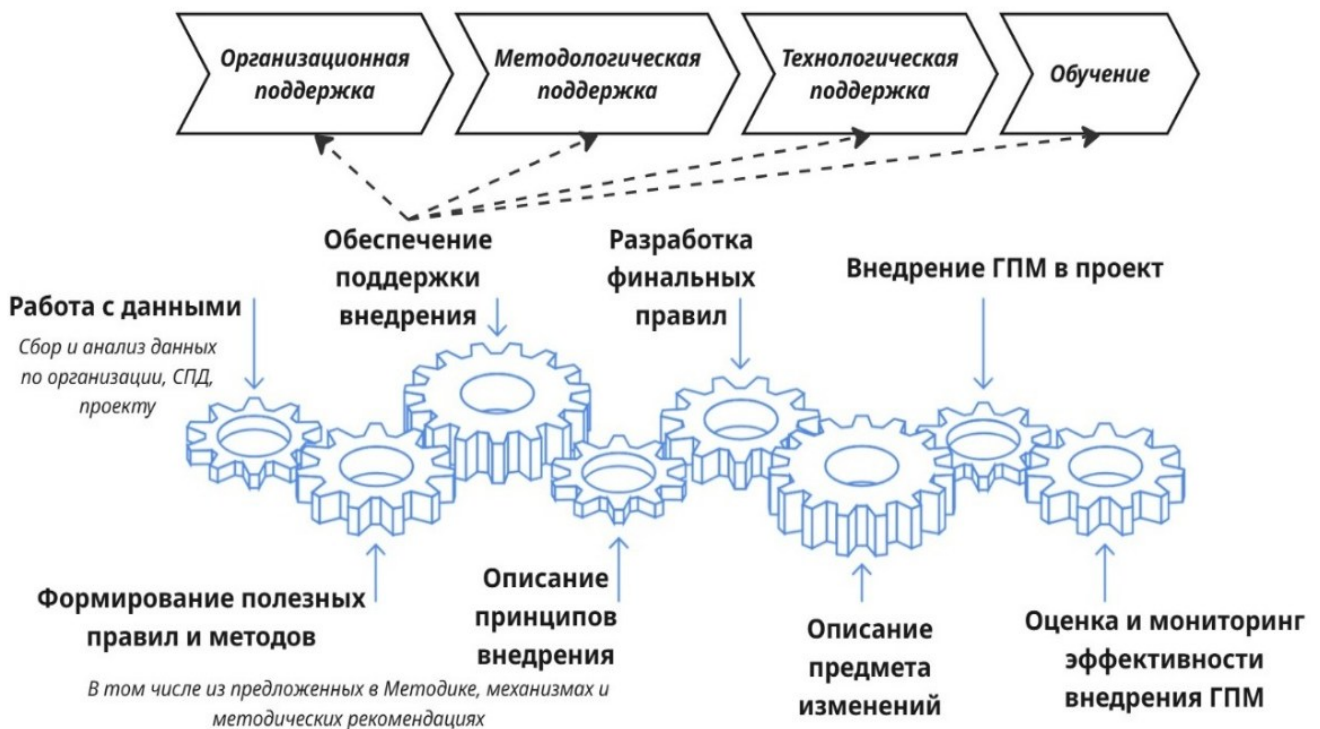 Организационная
поддержка
Методологическая
поддержка
Технологическая
поддержка
Обучение
Обеспечение
поддержки
внедрения
Разработка
финальных
правил
Внедрение ГПМ в проект
Работа с данными
Сбор и анализ данных
по организации, СПД,
проекту
Формирование полезных
правил и методов
В том числе из предложенных в Методике, механизмах и
методических рекомендациях
Описание
принципов
внедрения
Описание
предмета
изменений
Оценка и мониторинг
эффективности
внедрения ГПМ